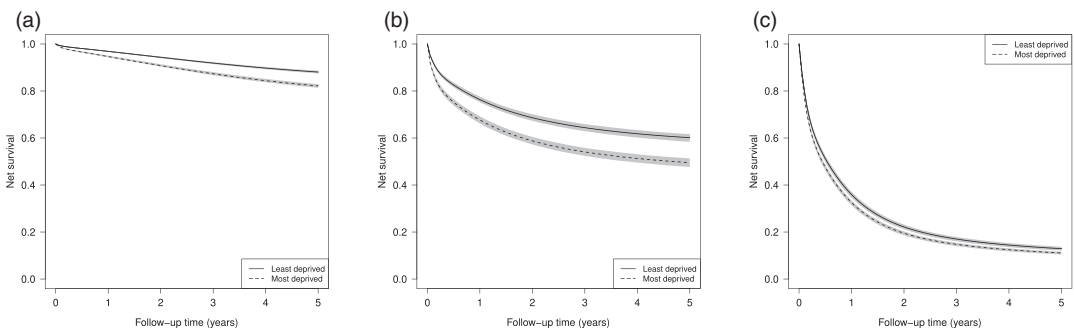 (a)
Net survival
1.0
0.8
0.6
0.4
0.2
0.0
Least deprived
Most deprived
0 1 2 3 4 5
Follow−up time (years)
(b)
Net survival
1.0
0.8
0.6
0.4
0.2
0.0
Least deprived
Most deprived
0 1 2 3 4 5
Follow−up time (years)
(c)
Net survival
1.0
0.8
0.6
0.4
0.2
0.0
Least deprived
Most deprived
0 1 2 3 4 5
Follow−up time (years)